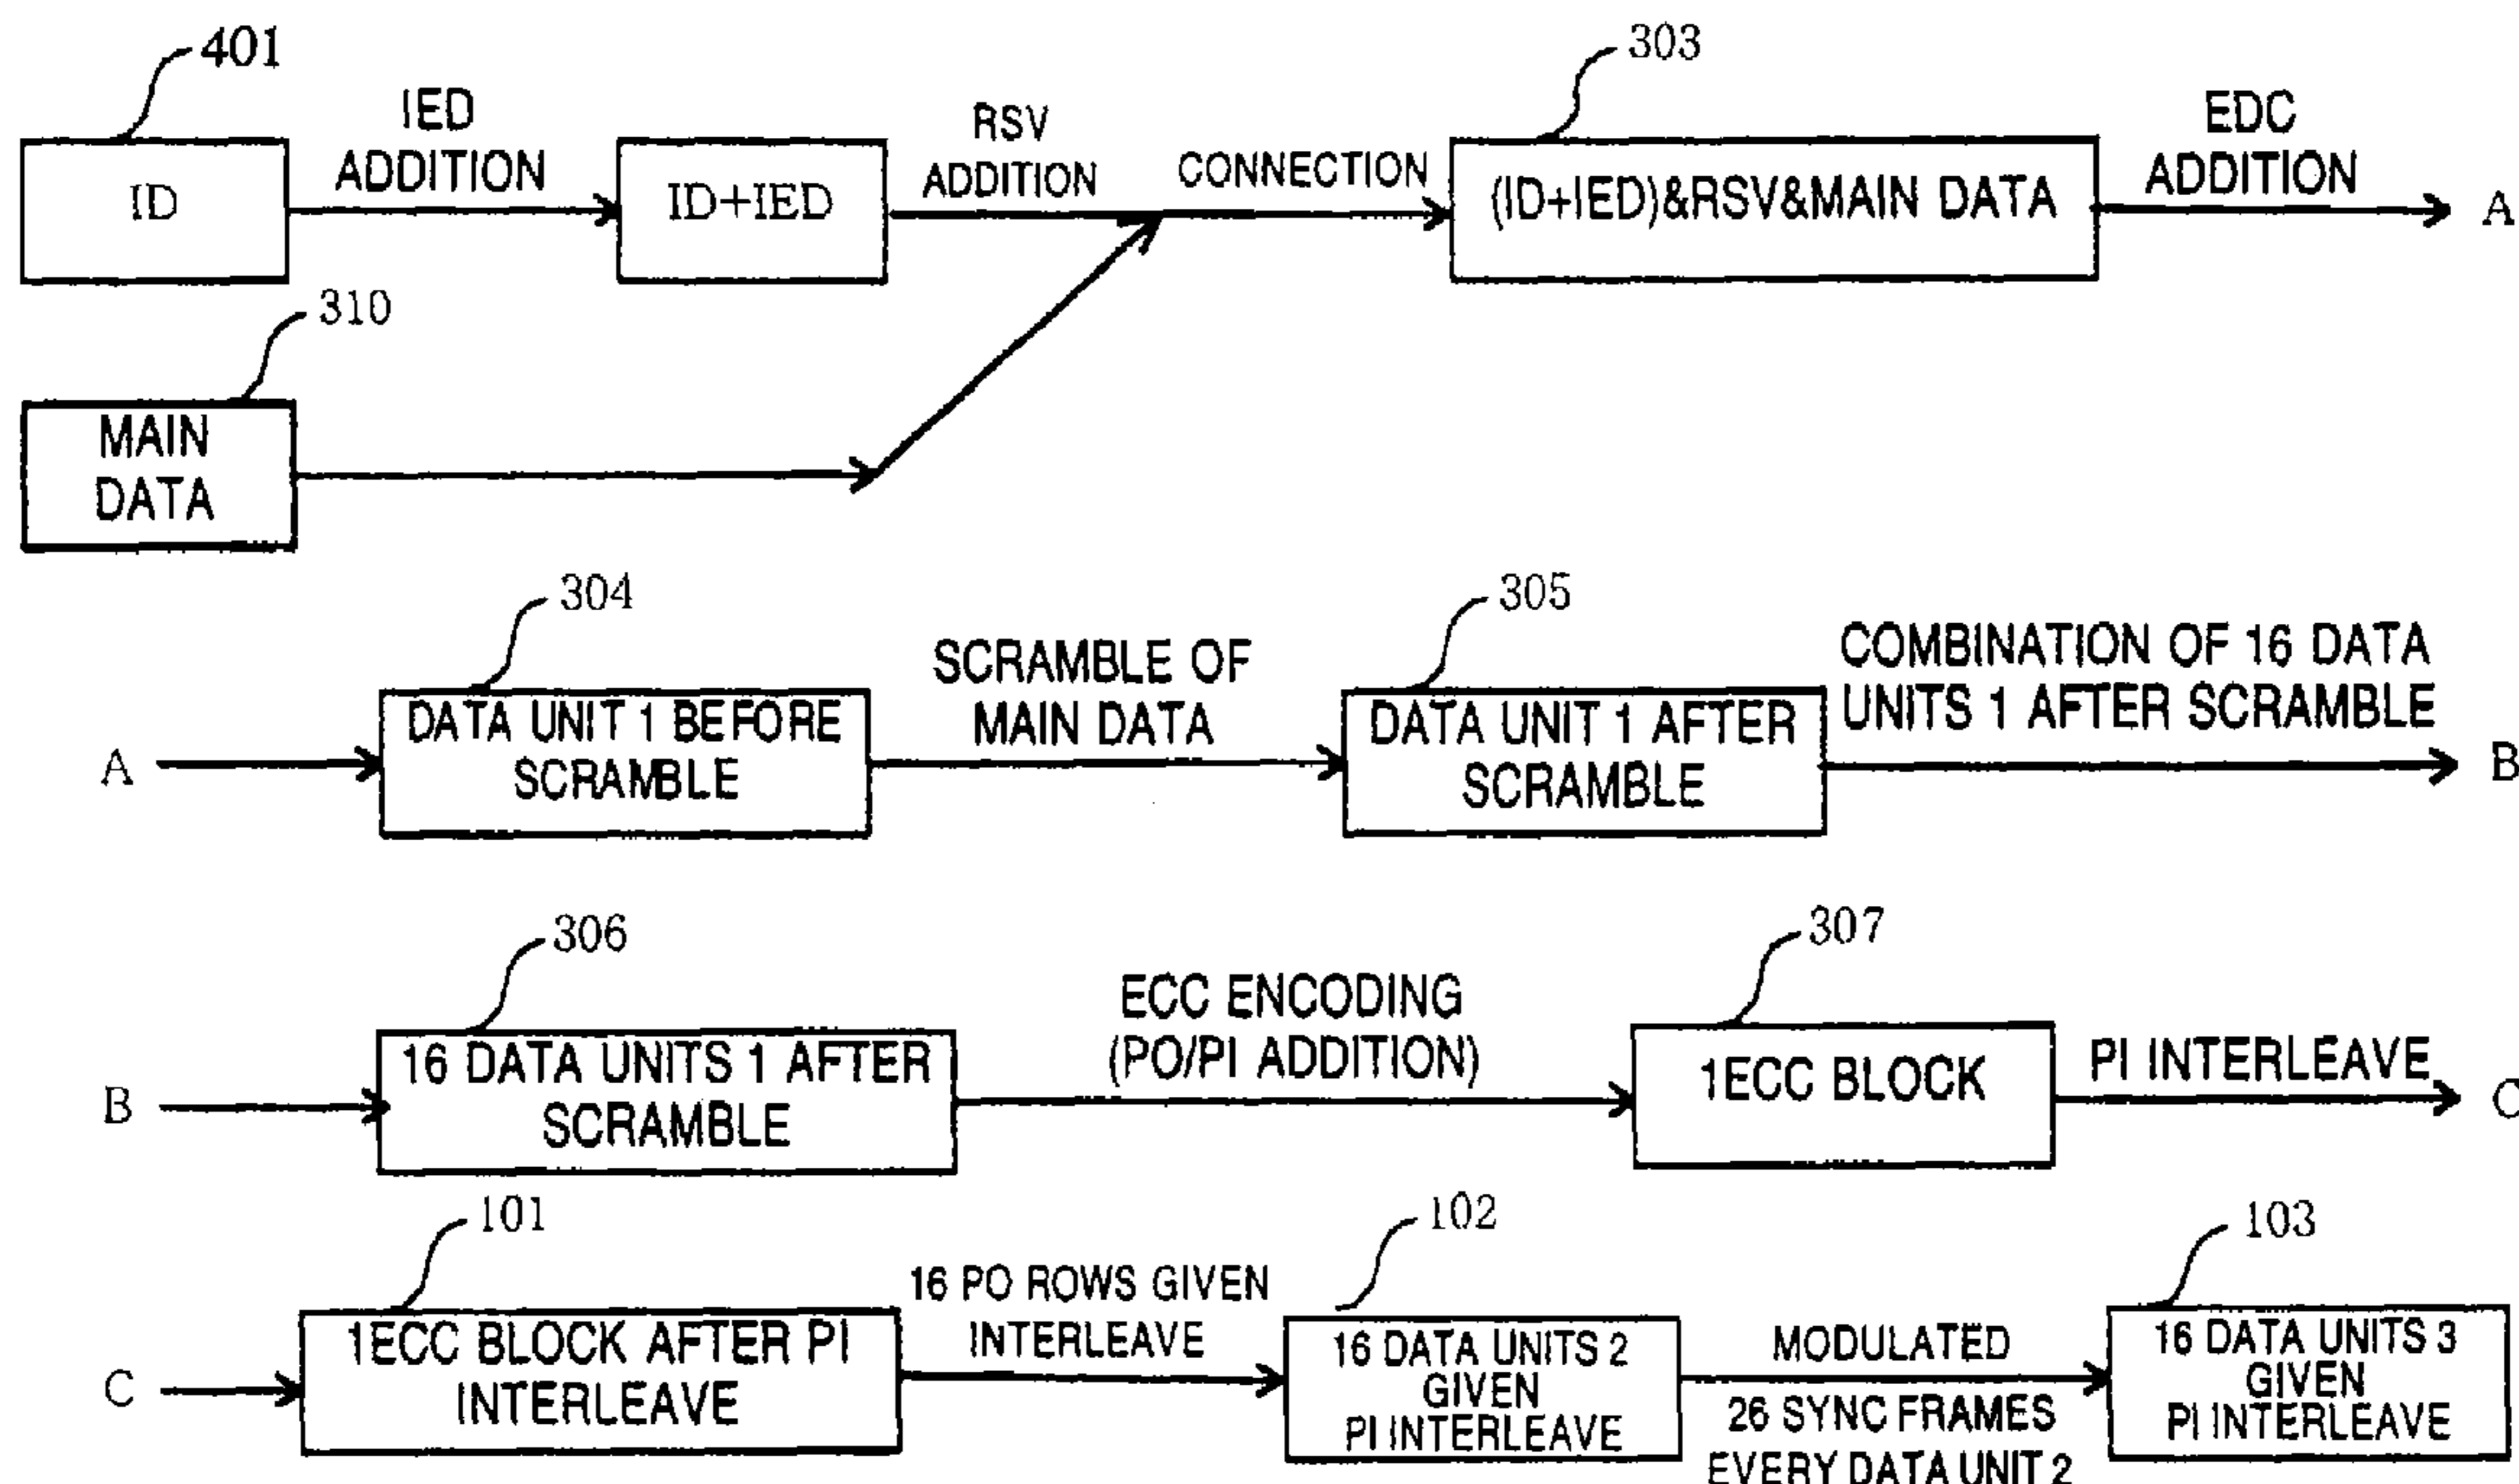 401
303
IED
ADDITION
RSV
ADDITION
CONNECTION
EDC
ADDITION
ID
ID+IED
(ID+IED)&RSV&MAIN DATA
A
310
MAIN
DATA
304
305
SCRAMBLE OF
MAIN DATA
COMBINATION OF 16 DATA
UNITS 1 AFTER SCRAMBLE
A
DATA UNIT 1 BEFORE
SCRAMBLE
DATA UNIT 1 AFTER
SCRAMBLE
B
306
307
ECC ENCODING
(PO/PI ADDITION)
PI INTERLEAVE
B
16 DATA UNITS 1 AFTER
SCRAMBLE
1ECC BLOCK
C
101
102
103
16 PO ROWS GIVEN
INTERLEAVE
C
1ECC BLOCK AFTER PI
INTERLEAVE
16 DATA UNITS 2
GIVEN
PI INTERLEAVE
MODULATED
26 SYNC FRAMES
EVERY DATA UNIT 2
16 DATA UNITS 3
GIVEN
PI INTERLEAVE